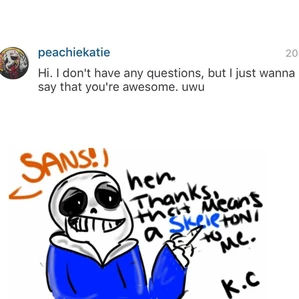 peachiekatie
20
Hi. I don't have any questions, but I just wanna
say that you're awesome. uwu
SANS!)
heh.
Thanks,
that means
a SKELETON!
to
me.
K.C